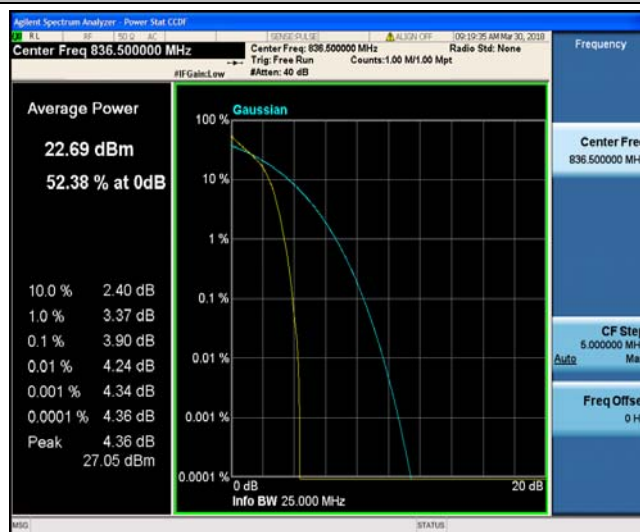 Agilent Spectrum Analyzer - Power Stat CCDF
RL RF 50 Ω AC SENSE:PULSE ALIGN OFF 09:19:35 AM Mar 30, 2018
Center Freq 836.500000 MHz
Center Freq: 836.500000 MHz Radio Std: None
Trig: Free Run Counts:1.00 M/1.00 Mpt
#IFGain:Low #Atten: 40 dB
Frequency
Average Power
22.69 dBm
52.38 % at 0dB
10.0 % 2.40 dB
1.0 % 3.37 dB
0.1 % 3.90 dB
0.01 % 4.24 dB
0.001 % 4.34 dB
0.0001 % 4.36 dB
Peak 4.36 dB
27.05 dBm
Gaussian
100 %
10 %
1 %
0.1 %
0.01 %
0.001 %
0.0001 %
0 dB 20 dB
Info BW 25.000 MHz
Center Fre
836.500000 MH
CF Ste
5.000000 MH
Auto Ma
Freq Offse
0 H
MSG STATUS